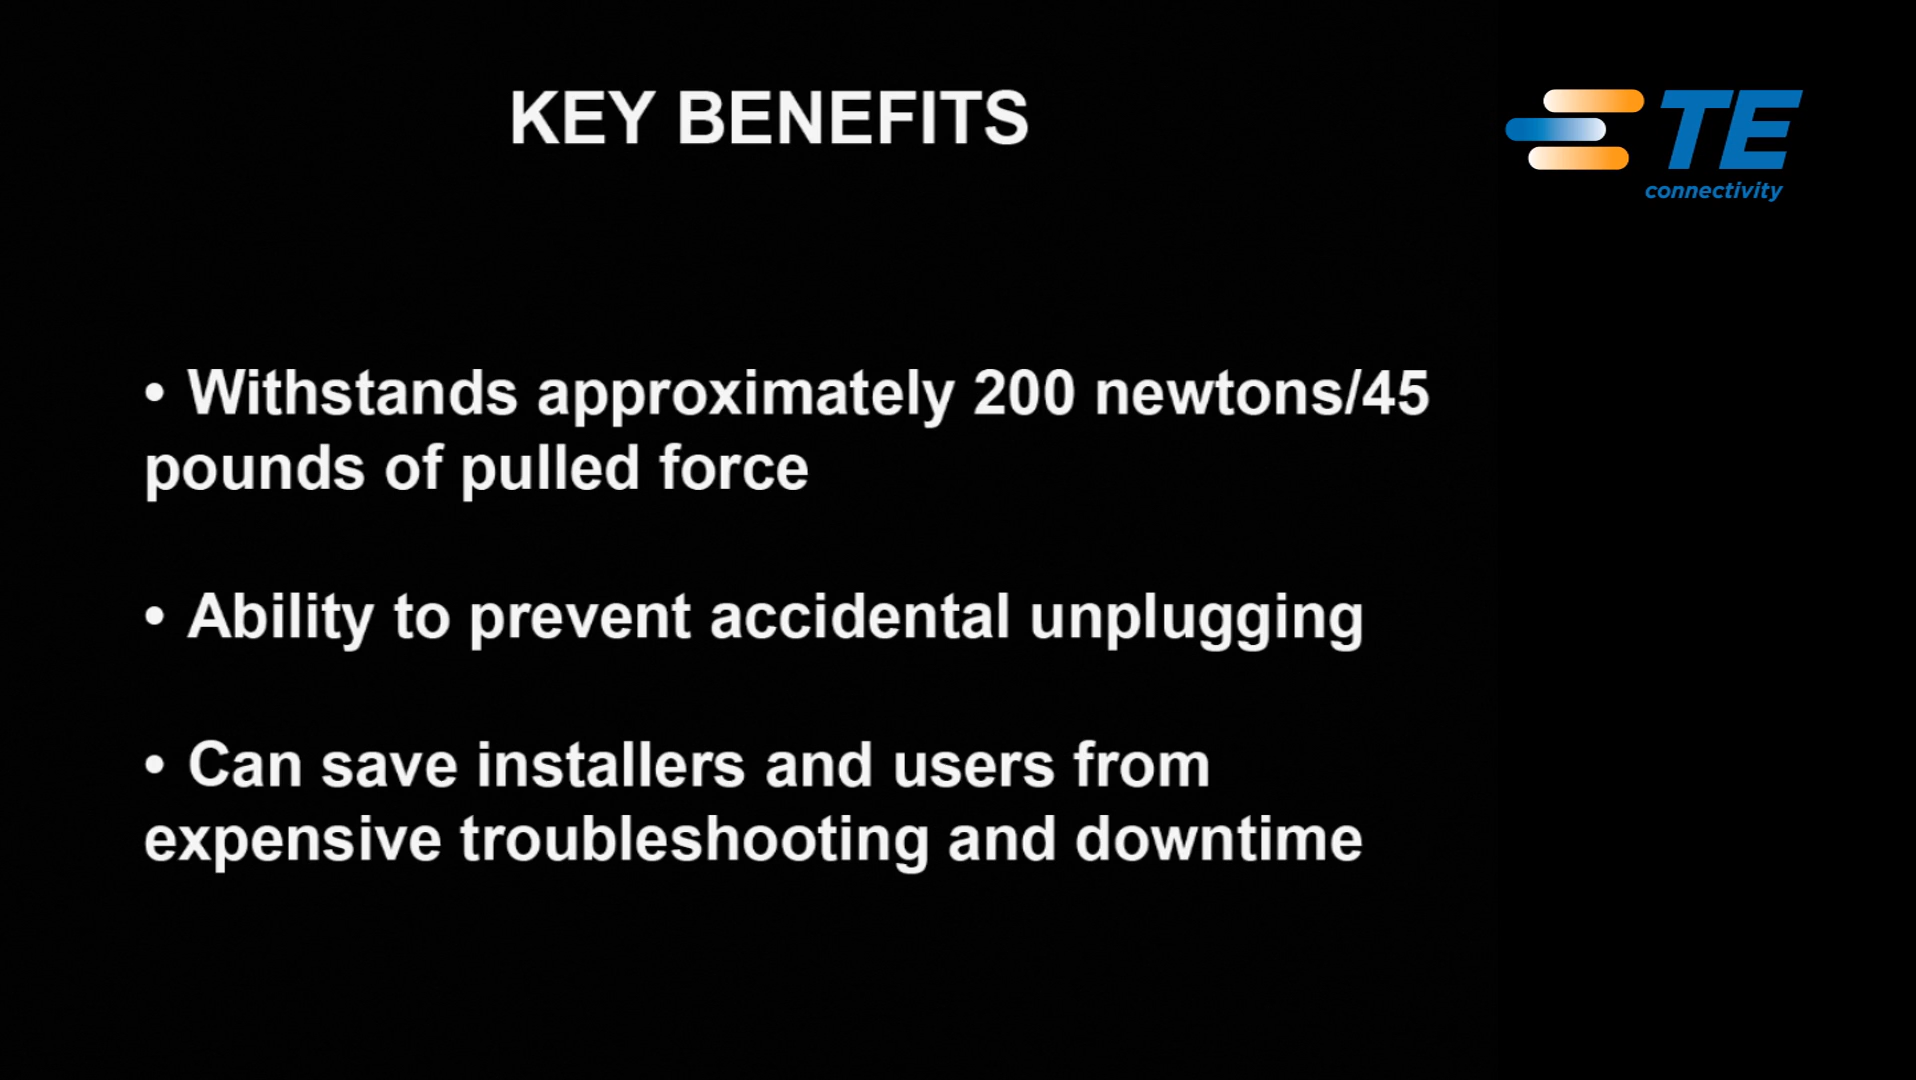 KEY BENEFITS
TE
connectivity
• Withstands approximately 200 newtons/45
pounds of pulled force
• Ability to prevent accidental unplugging
• Can save installers and users from
expensive troubleshooting and downtime